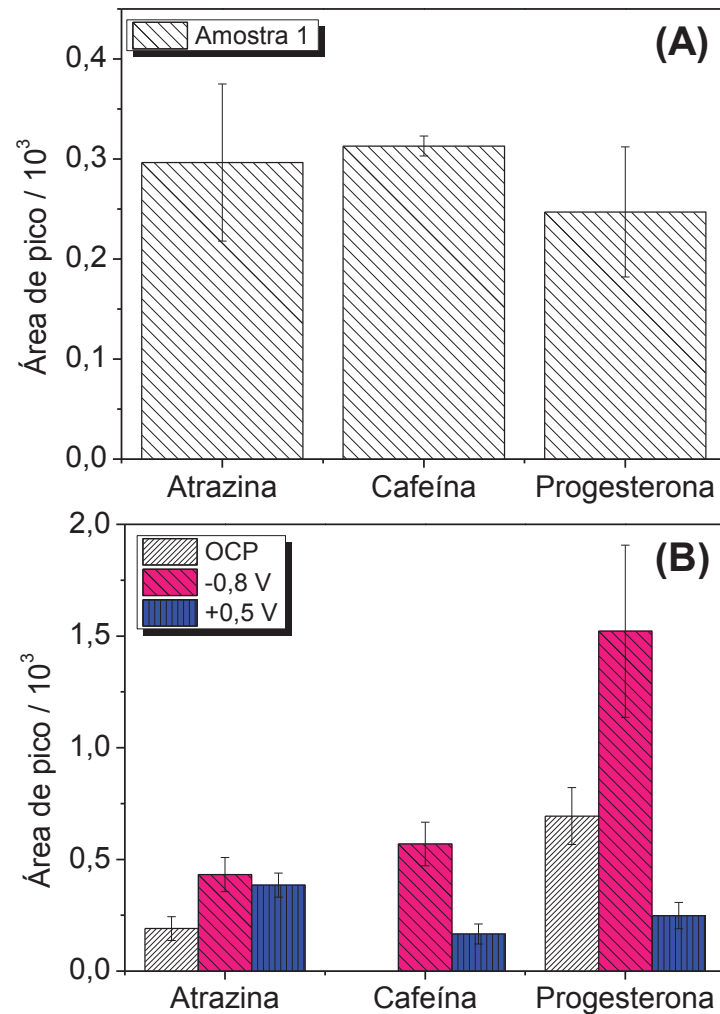 Amostra 1
(A)
Área de pico / 10³
0,4
0,3
0,2
0,1
0,0
Atrazina Cafeína Progesterona
OCP
-0,8 V
+0,5 V
(B)
Área de pico / 10³
2,0
1,5
1,0
0,5
0,0
Atrazina Cafeína Progesterona